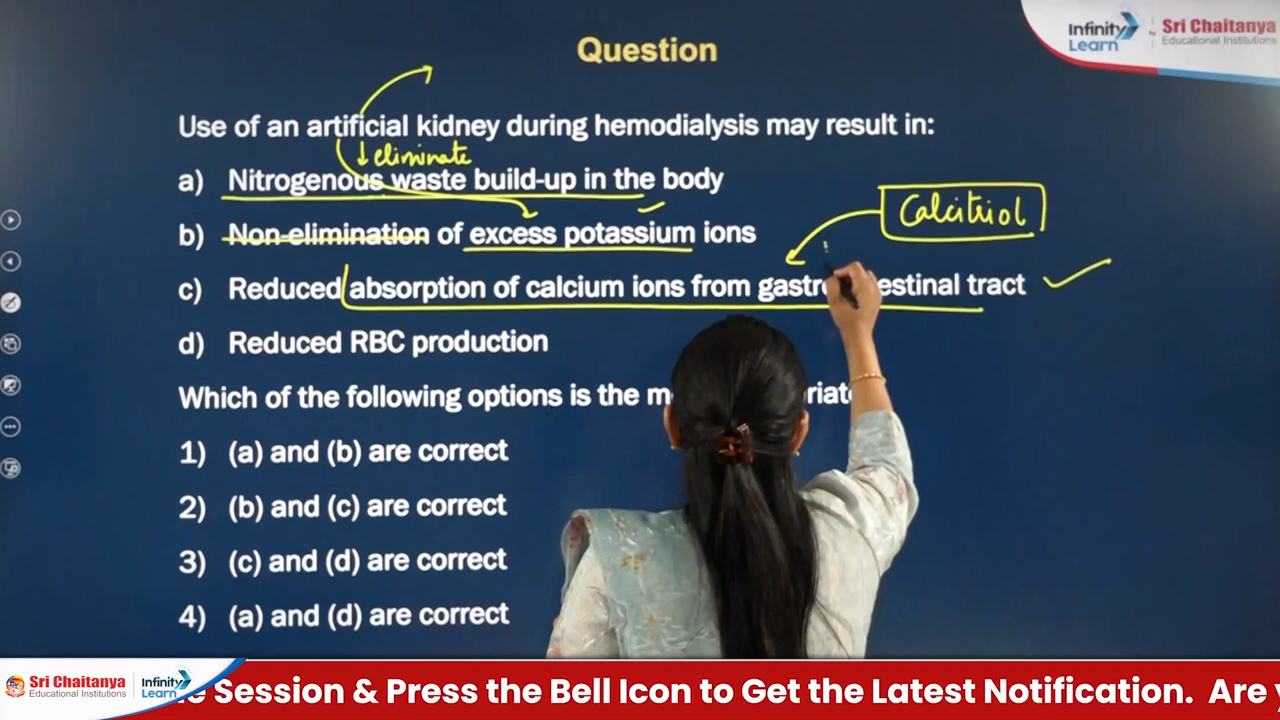 Infinity Learn by Sri Chaitanya Educational Institutions
Question
Use of an artificial kidney during hemodialysis may result in:
↓ eliminate
a) Nitrogenous waste build-up in the body
Calcitriol
b) Non-elimination of excess potassium ions
c) Reduced absorption of calcium ions from gastro estinal tract
d) Reduced RBC production
Which of the following options is the
1) (a) and (b) are correct
2) (b) and (c) are correct
3) (c) and (d) are correct
4) (a) and (d) are correct
Sri Chaitanya Educational Institutions Infinity Learn
Session & Press the Bell Icon to Get the Latest Notification. Are